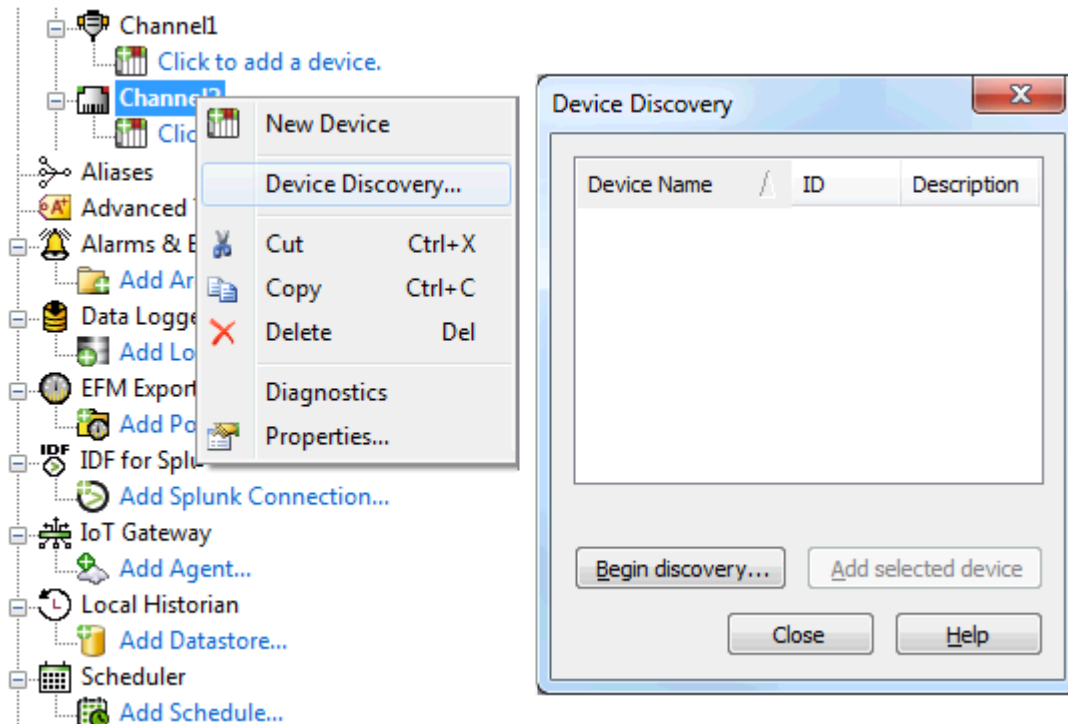 Channel1
Click to add a device.
Channel2
Clic
Aliases
Advanced
Alarms & E
Add Ar
Data Logge
Add Lo
EFM Export
Add Po
IDF for Splu
Add Splunk Connection...
IoT Gateway
Add Agent...
Local Historian
Add Datastore...
Scheduler
Add Schedule...
New Device
Device Discovery...
Cut Ctrl+X
Copy Ctrl+C
Delete Del
Diagnostics
Properties...
Device Discovery
Device Name ID Description
Begin discovery... Add selected device
Close Help